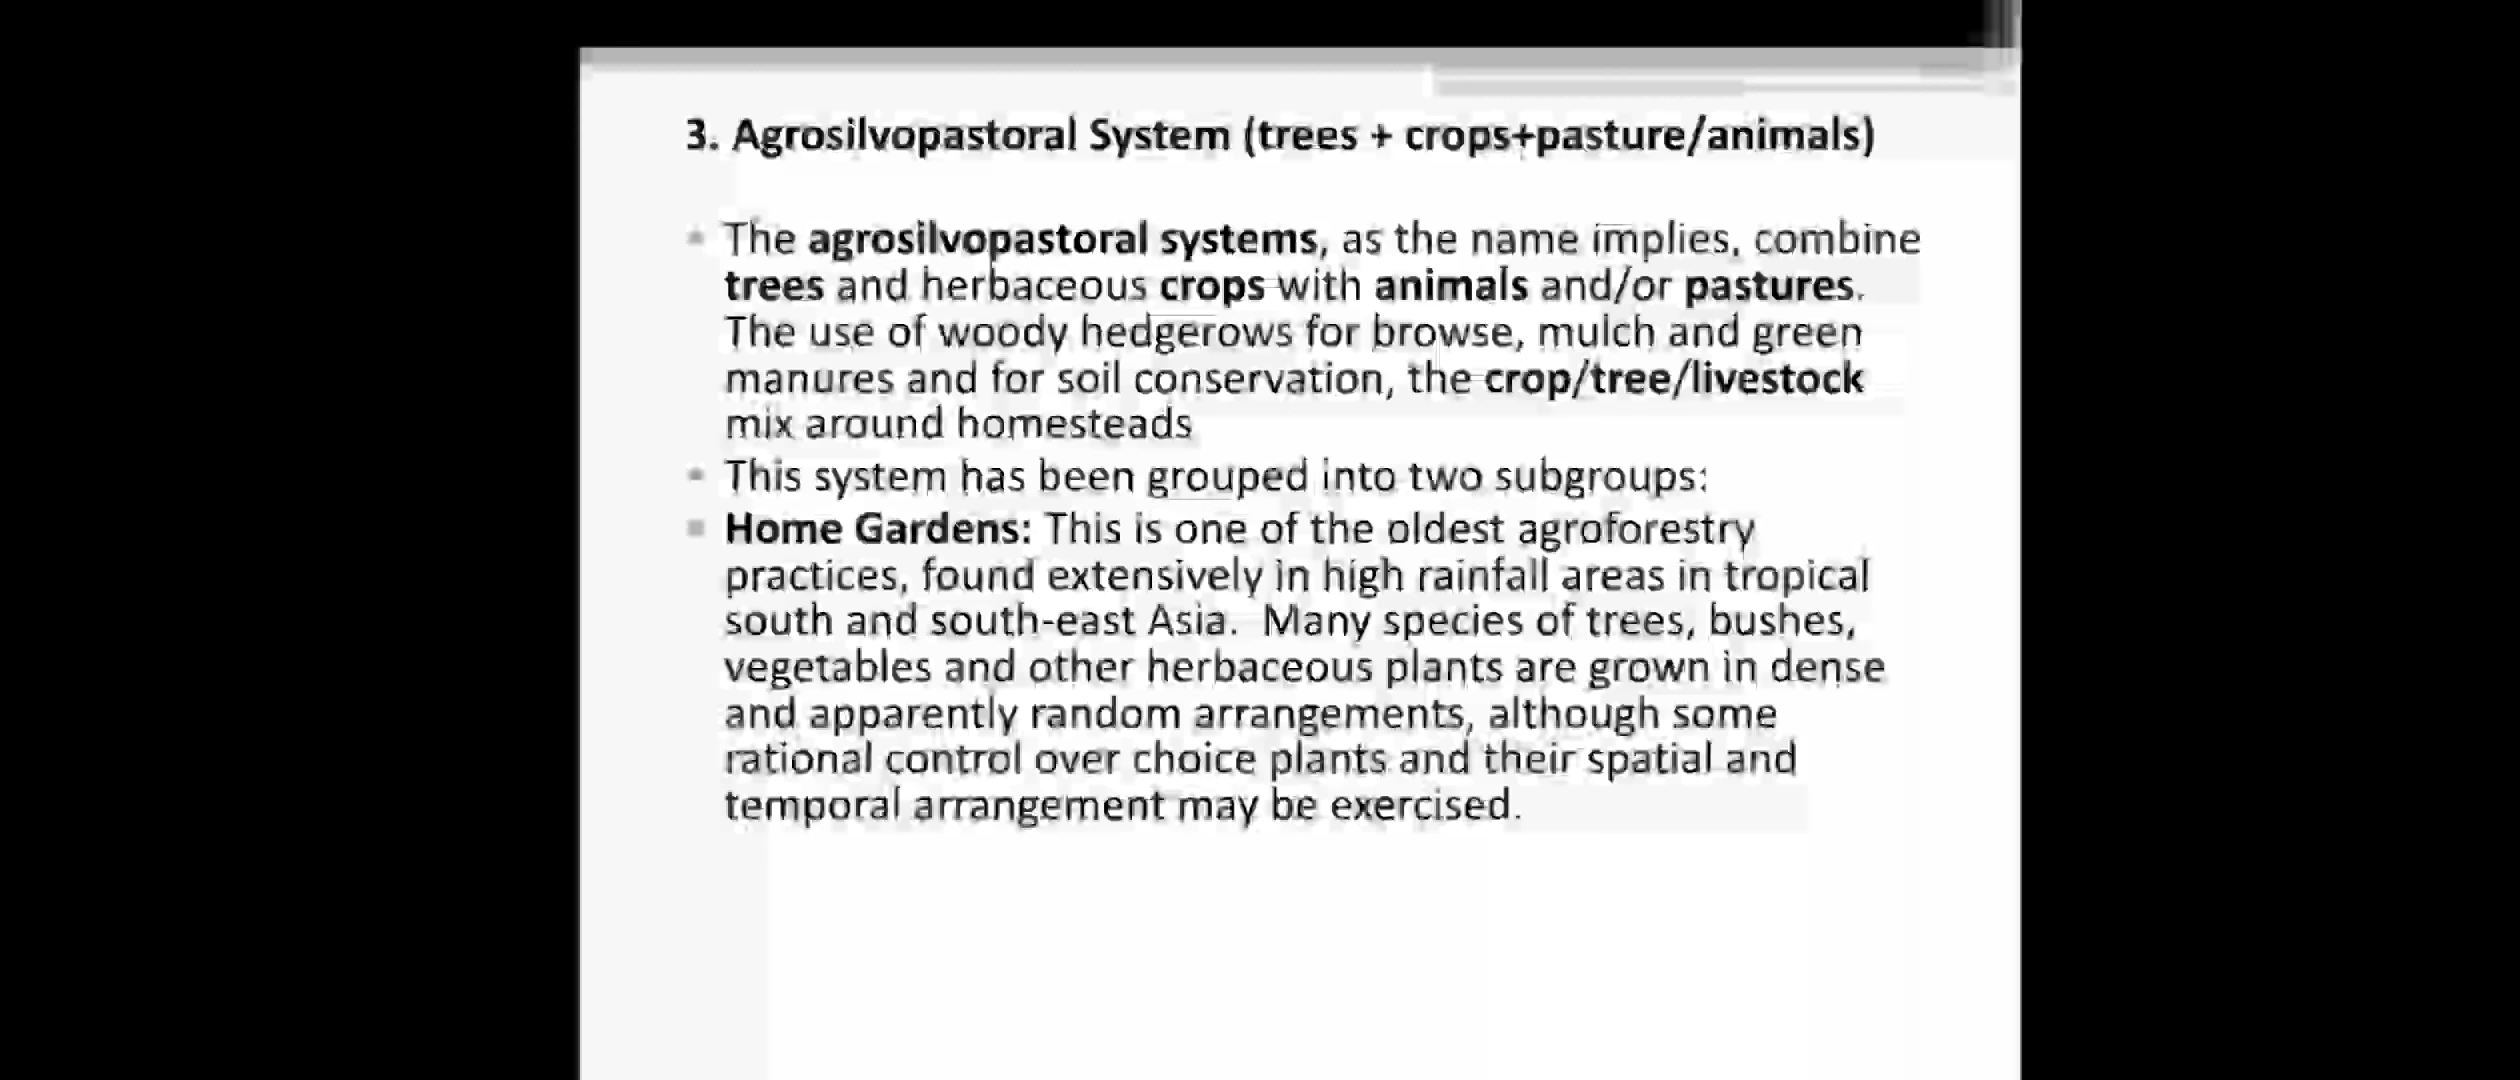 3. Agrosilvopastoral System (trees + crops+pasture/animals)
The agrosilvopastoral systems, as the name implies, combine
trees and herbaceous crops with animals and/or pastures.
The use of woody hedgerows for browse, mulch and green
manures and for soil conservation, the crop/tree/livestock
mix around homesteads
This system has been grouped into two subgroups:
Home Gardens: This is one of the oldest agroforestry
practices, found extensively in high rainfall areas in tropical
south and south-east Asia. Many species of trees, bushes,
vegetables and other herbaceous plants are grown in dense
and apparently random arrangements, although some
rational control over choice plants and their spatial and
temporal arrangement may be exercised.